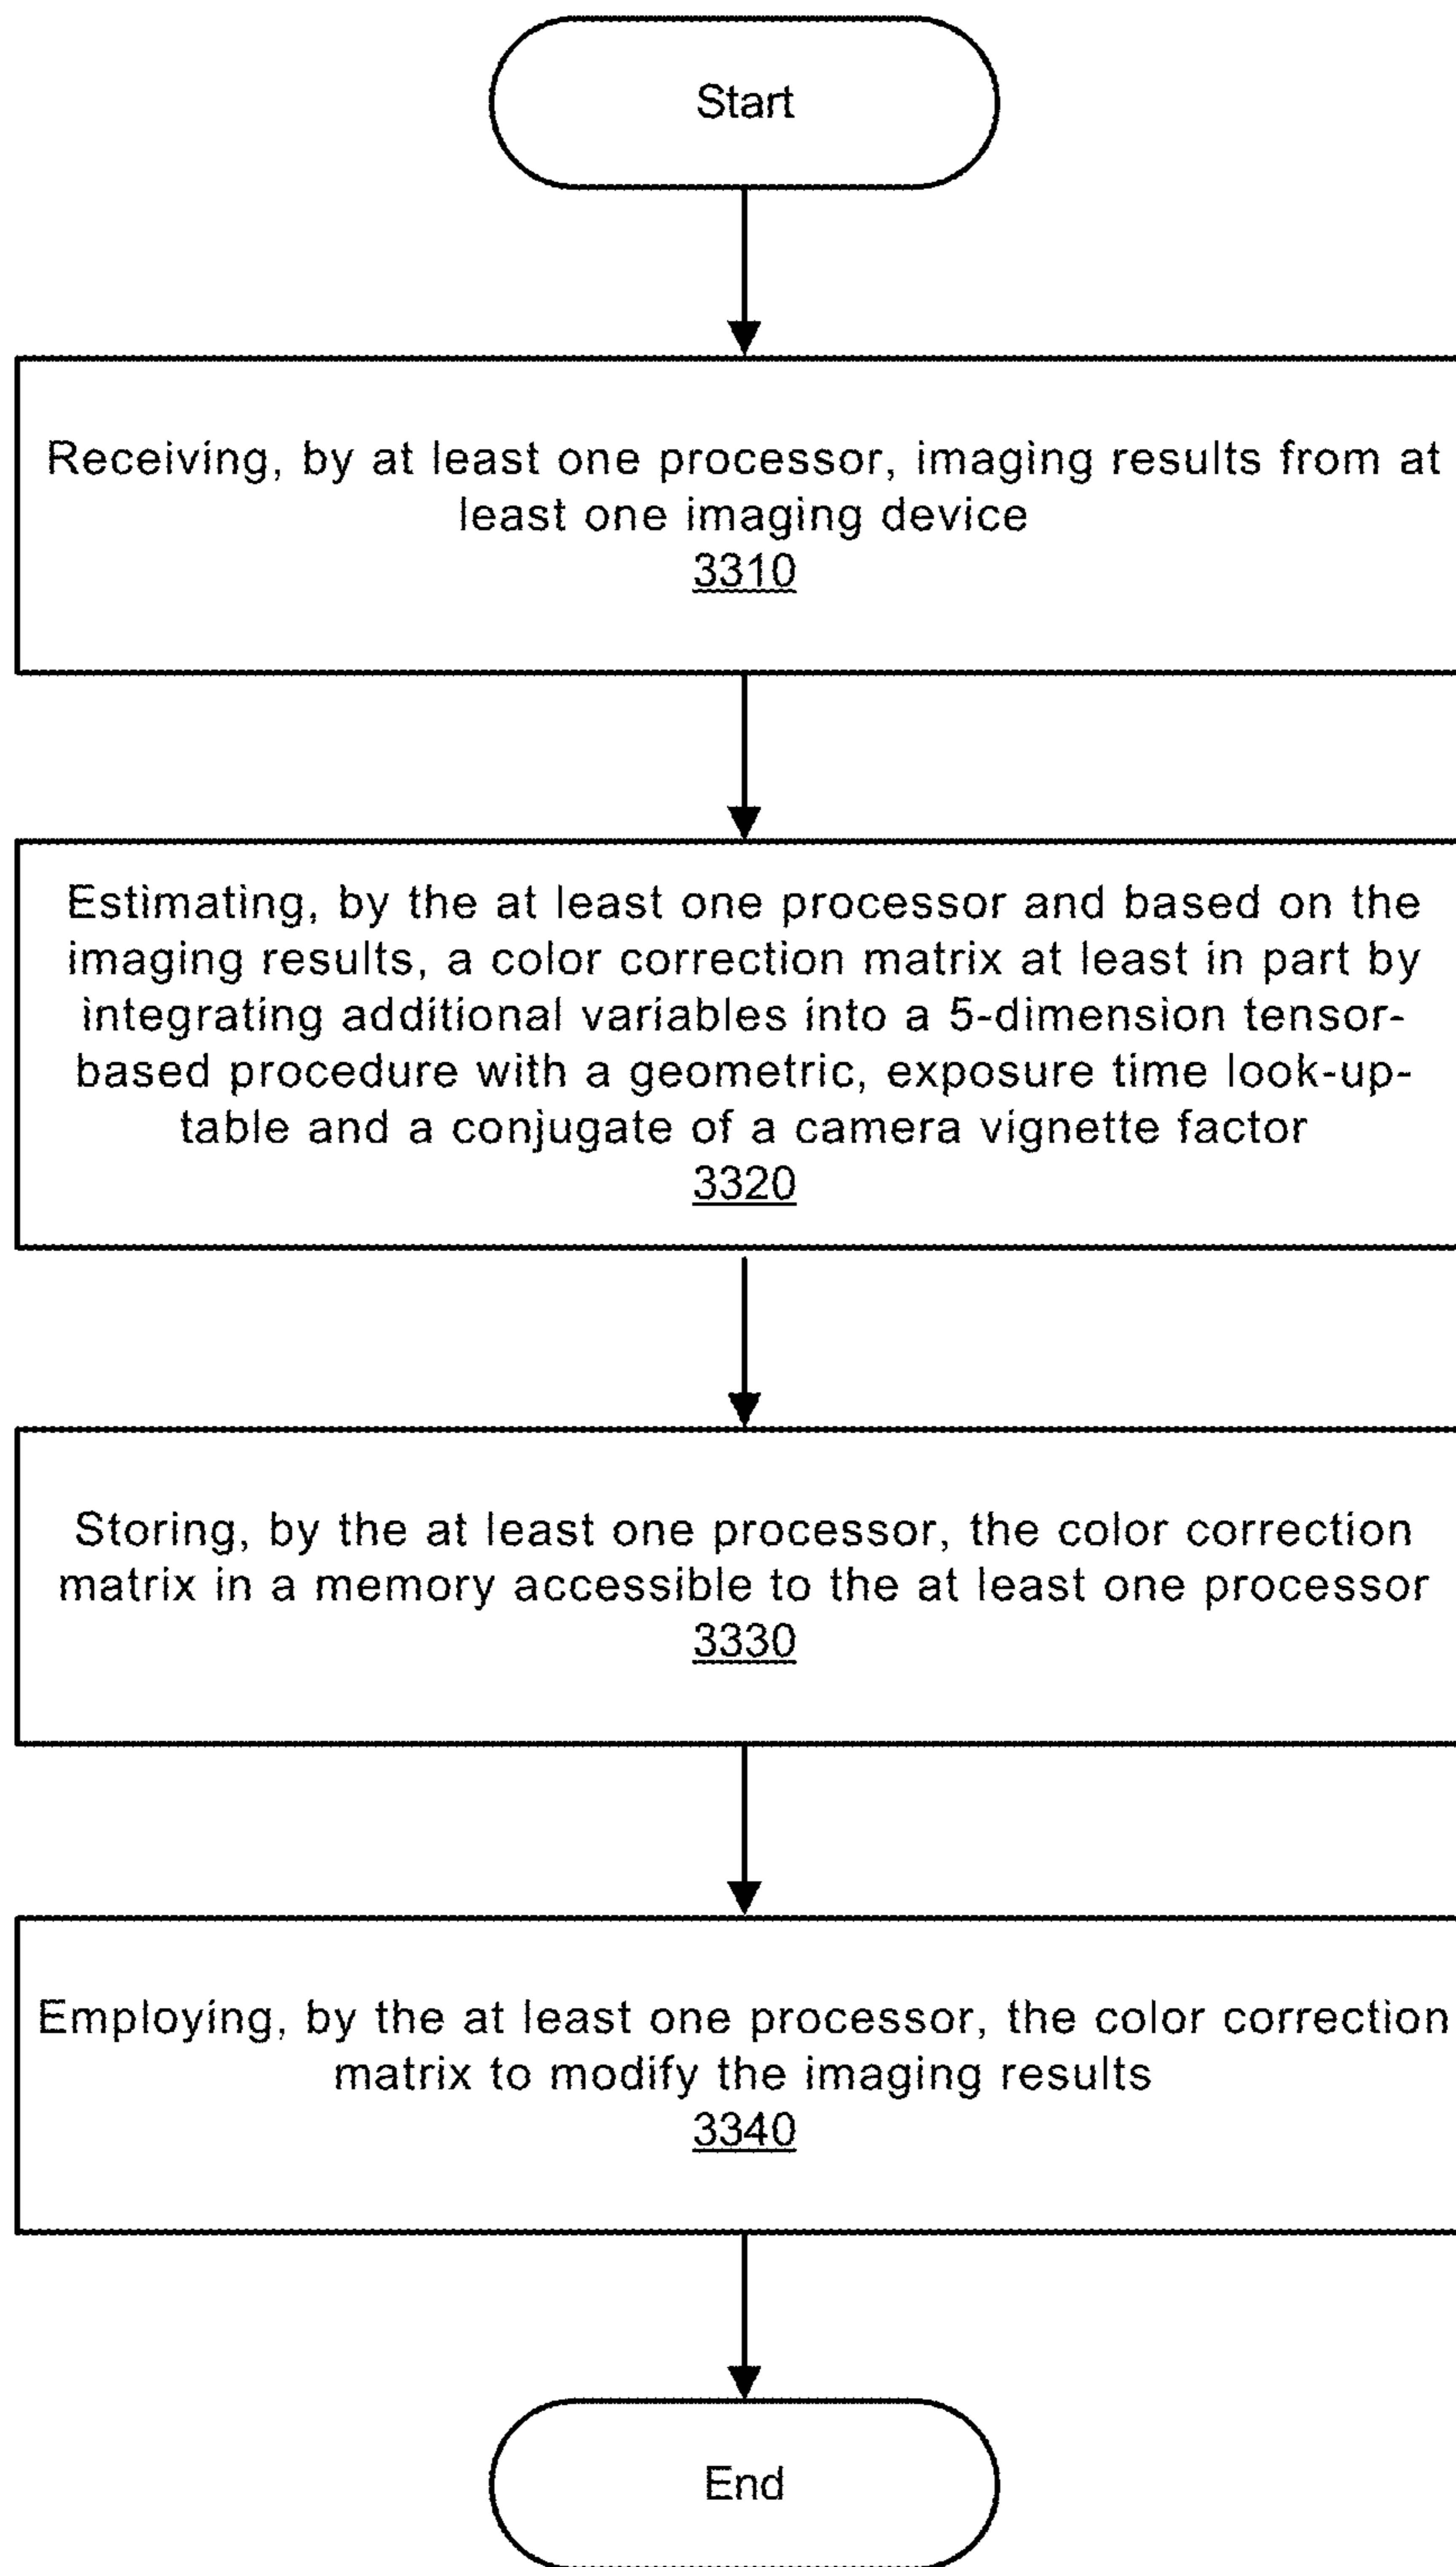 Start
Receiving, by at least one processor, imaging results from at
least one imaging device
3310
Estimating, by the at least one processor and based on the
imaging results, a color correction matrix at least in part by
integrating additional variables into a 5-dimension tensor-
based procedure with a geometric, exposure time look-up-
table and a conjugate of a camera vignette factor
3320
Storing, by the at least one processor, the color correction
matrix in a memory accessible to the at least one processor
3330
Employing, by the at least one processor, the color correction
matrix to modify the imaging results
3340
End